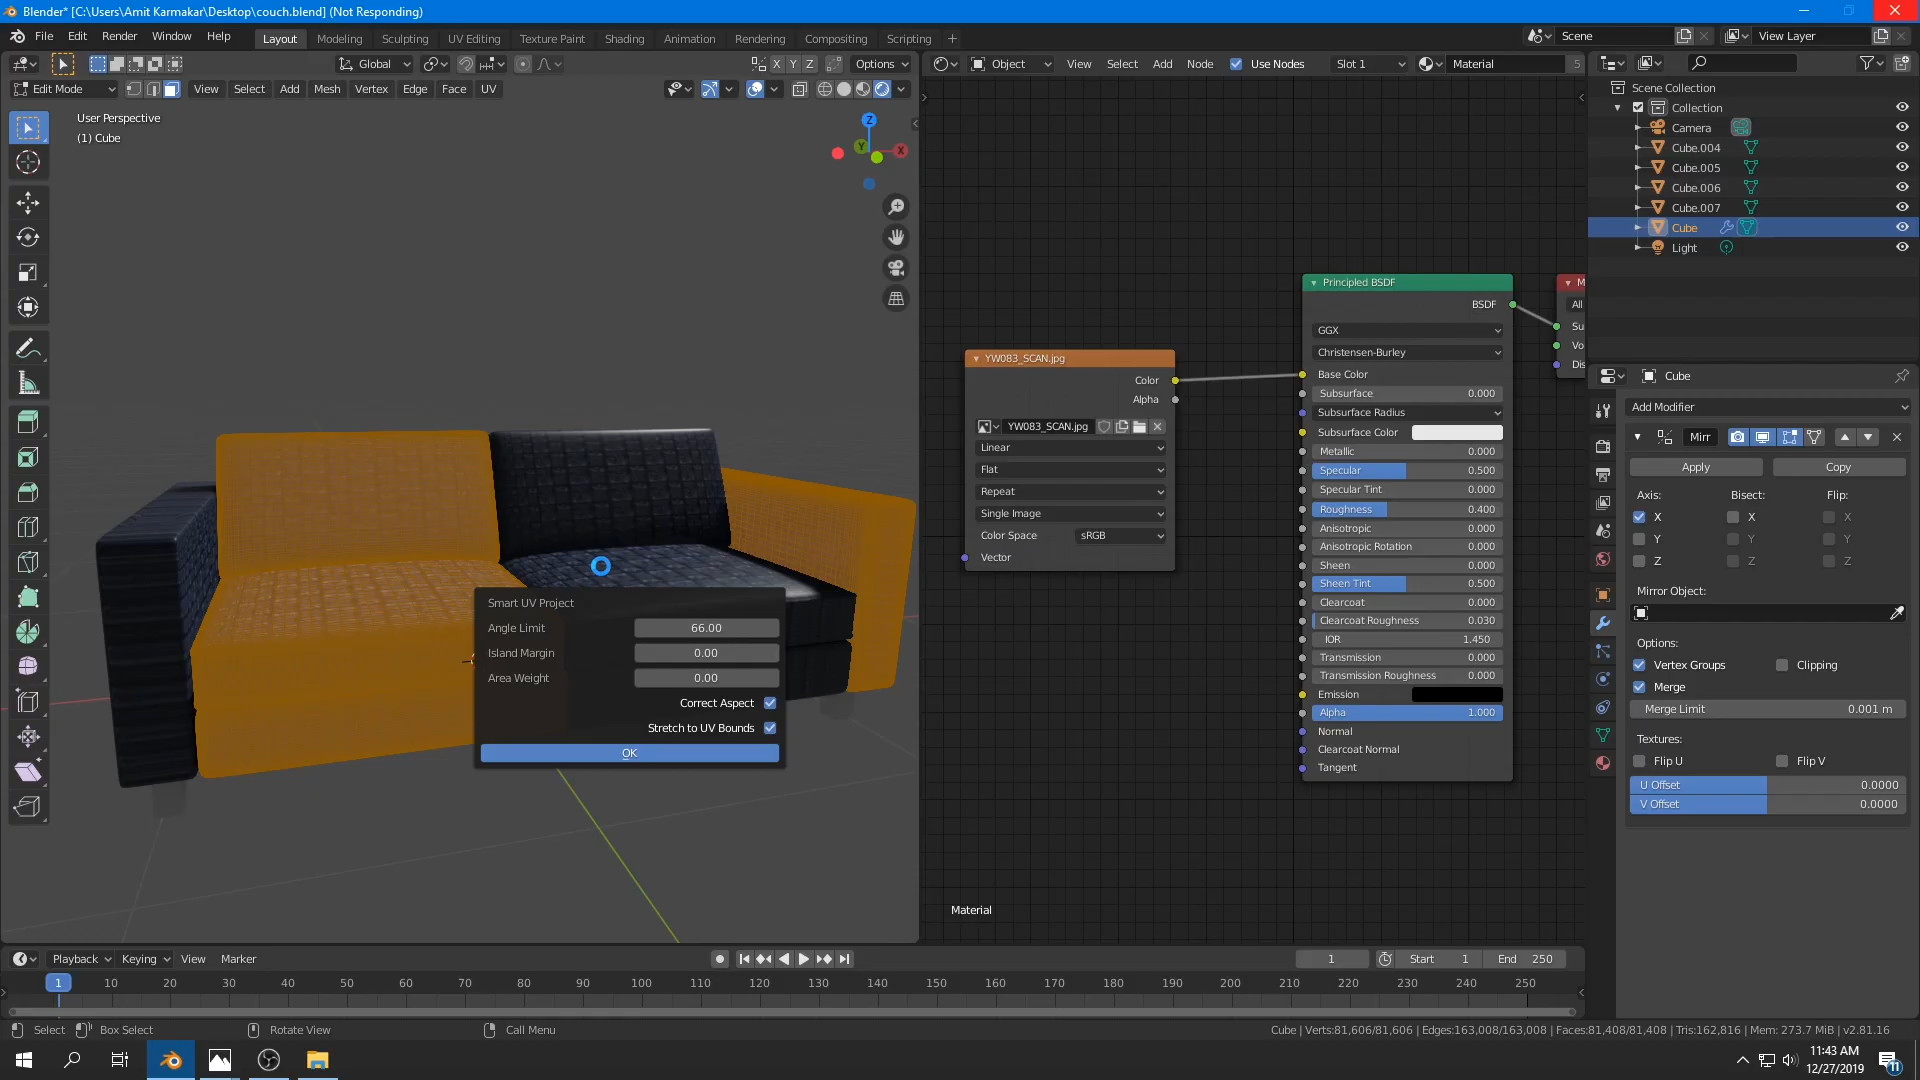 Blender* [C:\Users\Amit Karmakar\Desktop\couch.blend] (Not Responding)
File Edit Render Window Help
Layout Modeling Sculpting UV Editing Texture Paint Shading Animation Rendering Compositing Scripting +
Scene
View Layer
Global
X Y Z
Options
Object View Select Add Node Use Nodes Slot 1 Material 5
Edit Mode View Select Add Mesh Vertex Edge Face UV
User Perspective
(1) Cube
Z
Y
X
Scene Collection
Collection
Camera
Cube.004
Cube.005
Cube.006
Cube.007
Cube
Light
YW083_SCAN.jpg
Color
Alpha
YW083_SCAN.jpg
Linear
Flat
Repeat
Single Image
Color Space sRGB
Vector
Principled BSDF
BSDF
GGX
Christensen-Burley
Base Color
Subsurface 0.000
Subsurface Radius
Subsurface Color
Metallic 0.000
Specular 0.500
Specular Tint 0.000
Roughness 0.400
Anisotropic 0.000
Anisotropic Rotation 0.000
Sheen 0.000
Sheen Tint 0.500
Clearcoat 0.000
Clearcoat Roughness 0.030
IOR 1.450
Transmission 0.000
Transmission Roughness 0.000
Emission
Alpha 1.000
Normal
Clearcoat Normal
Tangent
M
All
Su
Vo
Dis
Smart UV Project
Angle Limit 66.00
Island Margin 0.00
Area Weight 0.00
Correct Aspect
Stretch to UV Bounds
OK
Material
Cube
Add Modifier
Mirr
Apply Copy
Axis: Bisect: Flip:
X X X
Y Y Y
Z Z Z
Mirror Object:
Options:
Vertex Groups Clipping
Merge
Merge Limit 0.001 m
Textures:
Flip U Flip V
U Offset 0.0000
V Offset 0.0000
Playback Keying View Marker
1 Start 1 End 250
1 10 20 30 40 50 60 70 80 90 100 110 120 130 140 150 160 170 180 190 200 210 220 230 240 250
Select Box Select Rotate View Call Menu
Cube | Verts:81,606/81,606 | Edges:163,008/163,008 | Faces:81,408/81,408 | Tris:162,816 | Mem: 273.7 MiB | v2.81.16
11:43 AM
12/27/2019
11